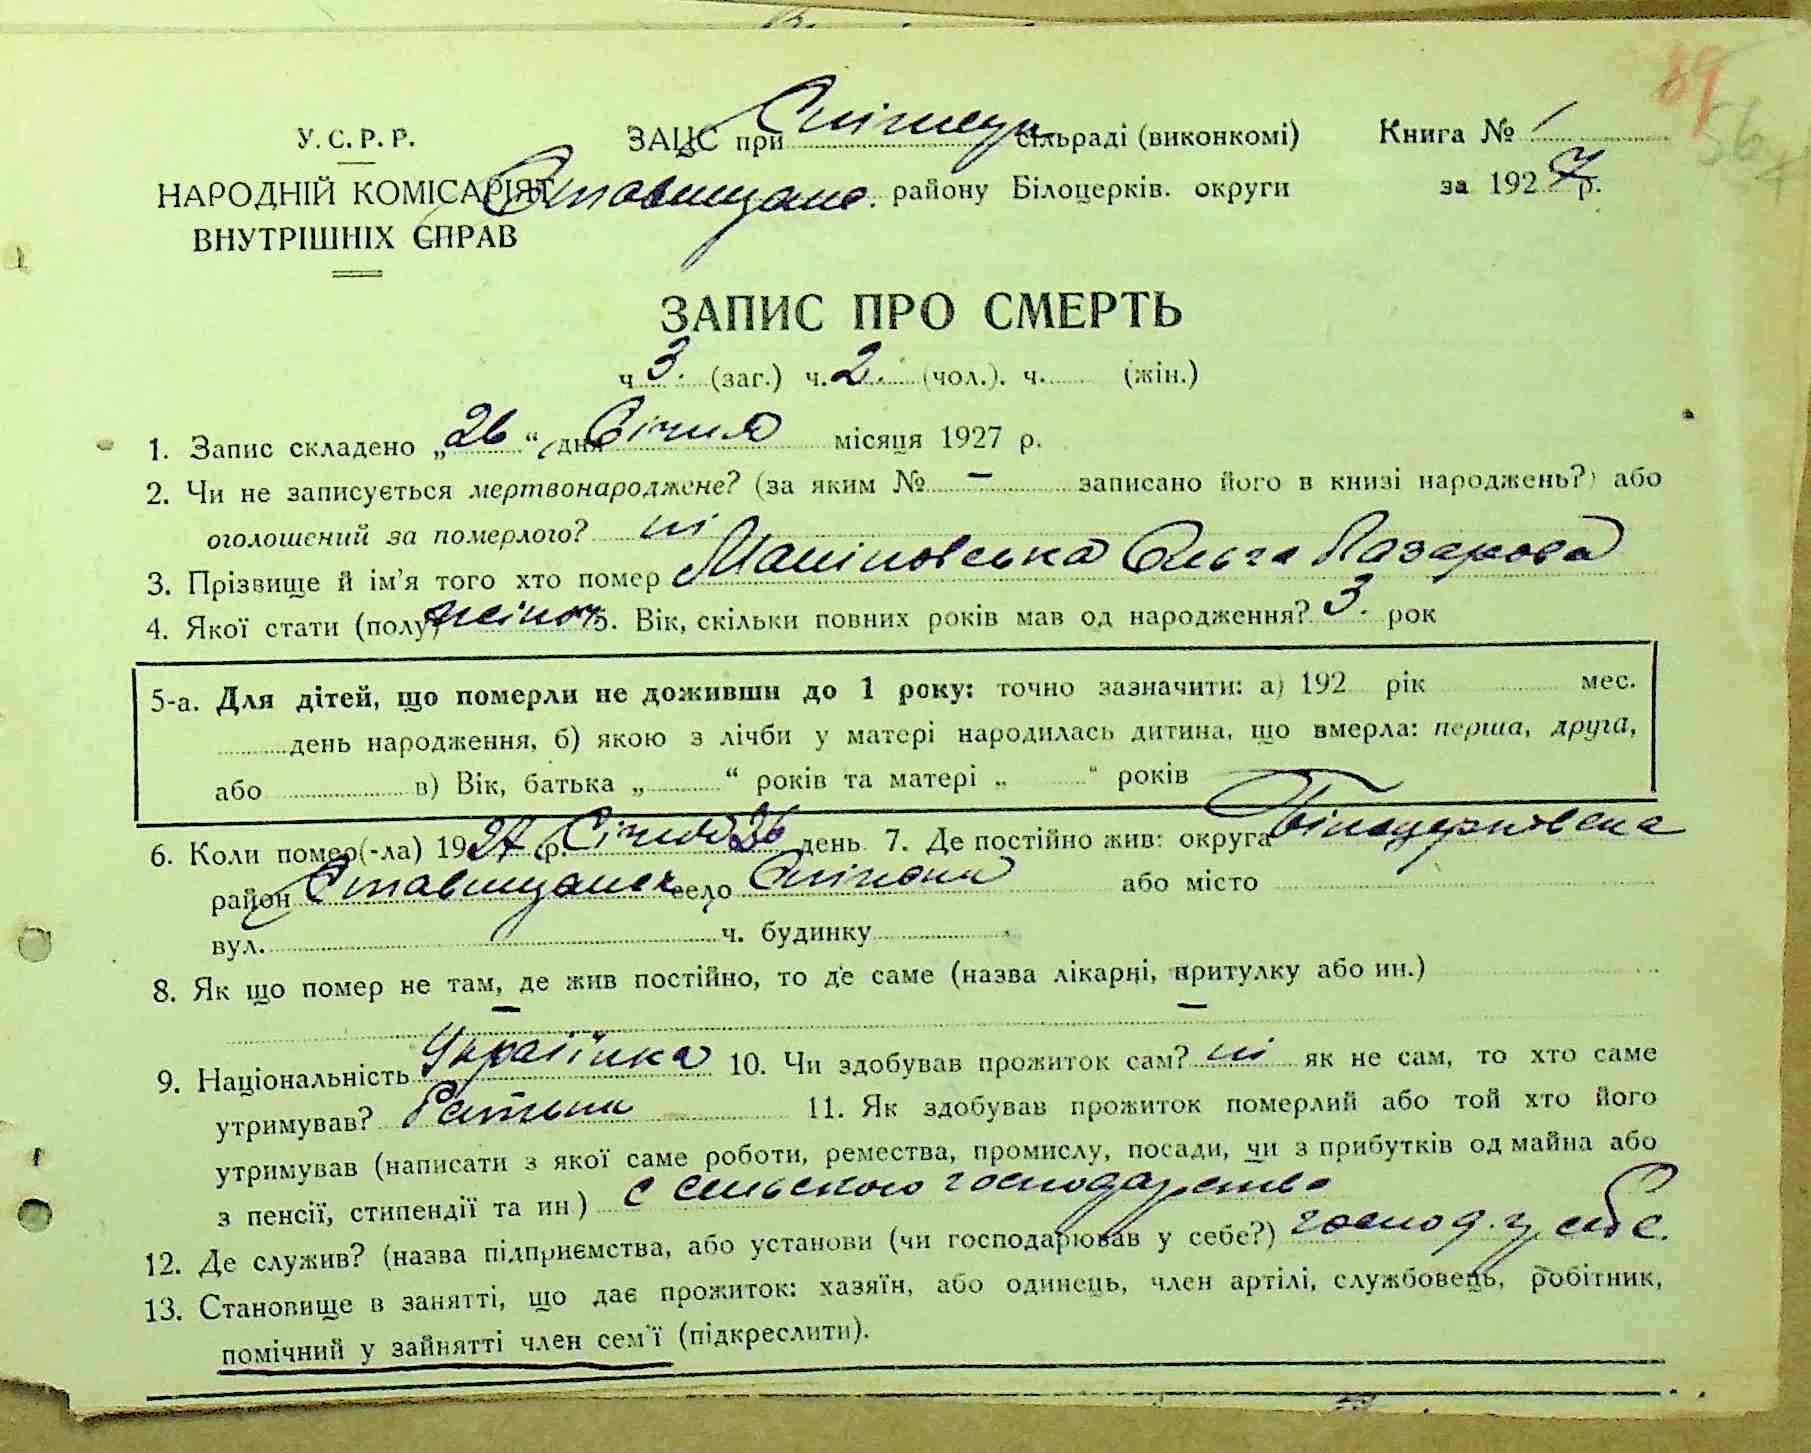 89
56
У.С.Р.Р.
НАРОДНІЙ КОМІСАРІЯТ
ВНУТРІШНІХ СПРАВ
ЗАЦС при сільраді (виконкомі)
Ставищанс. району Білоцерків. округи
Книга № 1
за 1927 р.
ЗАПИС ПРО СМЕРТЬ
ч 3. (заг.) ч. 2. (чол.). ч. (жін.)
1. Запис складено „26“ дня Січня місяця 1927 р.
2. Чи не записується мертвонароджене? (за яким № – записано його в книзі народжень?) або
оголошений за померлого? ні
3. Прізвище й ім'я того хто помер Маліновська Ольга Лазарова
4. Якої стати (полу) жіноч 5. Вік, скільки повних років мав од народження? 3. рок
5-а. Для дітей, що померли не доживши до 1 року: точно зазначити: а) 192 рік мес.
день народження, б) якою з лічби у матері народилась дитина, що вмерла: перша, друга,
або в) Вік, батька „ “ років та матері „ “ років
6. Коли помер(-ла) 1927 р. Січня 26 день 7. Де постійно жив: округа Білоцерковска
район Ставищанск село або місто
вул. ч. будинку
8. Як що помер не там, де жив постійно, то де саме (назва лікарні, притулку або ин.)
– –
9. Національність Українка 10. Чи здобував прожиток сам? ні як не сам, то хто саме
утримував? Батьки 11. Як здобував прожиток померлий або той хто його
утримував (написати з якої саме роботи, ремества, промислу, посади, чи з прибутків од майна або
з пенсії, стипендії та ин) с сельского господарства
12. Де служив? (назва підприємства, або установи (чи господарював у себе?) господ. у себе.
13. Становище в занятті, що дає прожиток: хазяїн, або одинець, член артілі, службовець, робітник,
помічний у зайнятті член сем'ї (підкреслити).